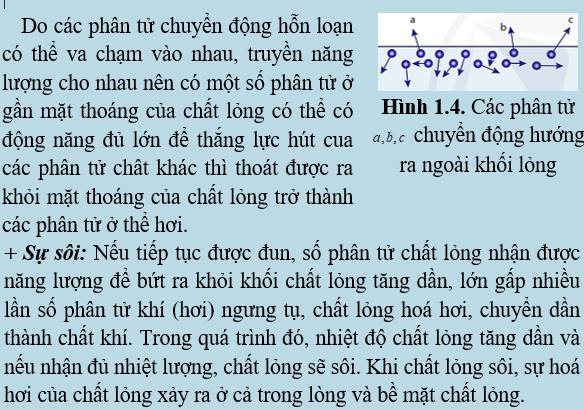 Do các phân tử chuyển động hỗn loạn
có thể va chạm vào nhau, truyền năng
lượng cho nhau nên có một số phân tử ở
gần mặt thoáng của chất lỏng có thể có
động năng đủ lớn để thắng lực hút cua
các phân tử chât khác thì thoát được ra
khỏi mặt thoáng của chất lỏng trở thành
các phân tử ở thể hơi.
a
b
c
Hình 1.4. Các phân tử
a,b,c chuyển động hướng
ra ngoài khối lỏng
+ Sự sôi: Nếu tiếp tục được đun, số phân tử chất lỏng nhận được
năng lượng để bứt ra khỏi khối chất lỏng tăng dần, lớn gấp nhiều
lần số phân tử khí (hơi) ngưng tụ, chất lỏng hoá hơi, chuyển dần
thành chất khí. Trong quá trình đó, nhiệt độ chất lỏng tăng dần và
nếu nhận đủ nhiệt lượng, chất lỏng sẽ sôi. Khi chất lỏng sôi, sự hoá
hơi của chất lỏng xảy ra ở cả trong lòng và bề mặt chất lỏng.